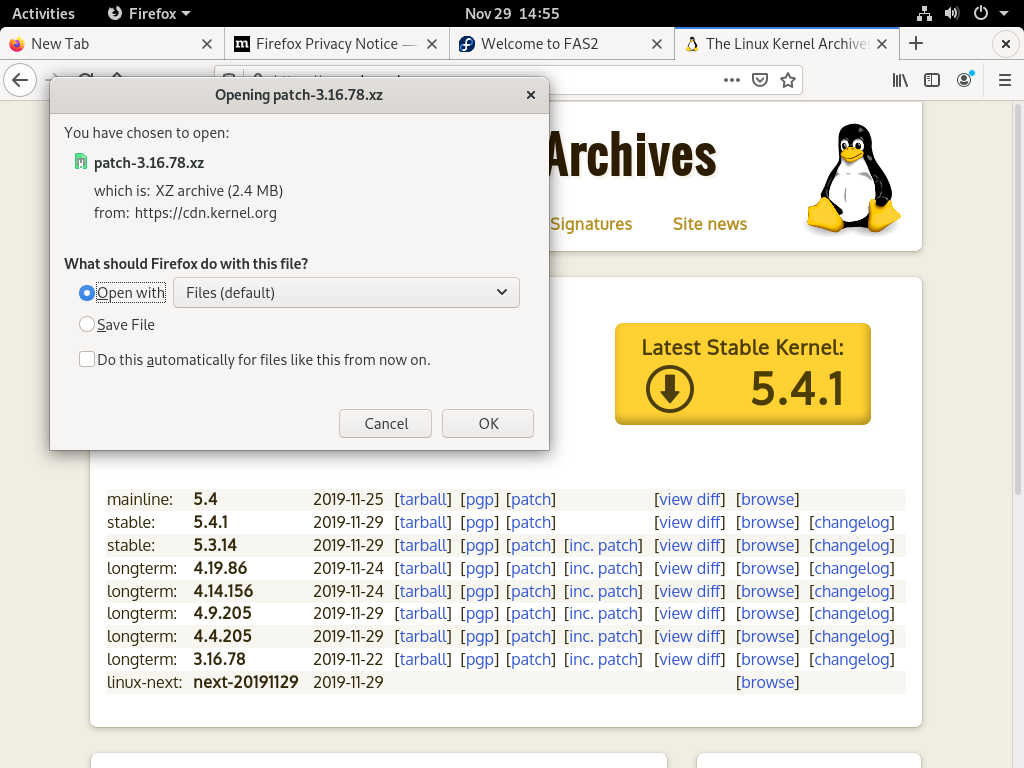 Activities Firefox Nov 29 14:55
New Tab Firefox Privacy Notice — Welcome to FAS2 The Linux Kernel Archives
Opening patch-3.16.78.xz
You have chosen to open:
patch-3.16.78.xz
which is: XZ archive (2.4 MB)
from: https://cdn.kernel.org
What should Firefox do with this file?
Open with Files (default)
Save File
Do this automatically for files like this from now on.
Cancel OK
Archives
Signatures Site news
Latest Stable Kernel:
5.4.1
mainline: 5.4 2019-11-25 [tarball] [pgp] [patch] [view diff] [browse]
stable: 5.4.1 2019-11-29 [tarball] [pgp] [patch] [view diff] [browse] [changelog]
stable: 5.3.14 2019-11-29 [tarball] [pgp] [patch] [inc. patch] [view diff] [browse] [changelog]
longterm: 4.19.86 2019-11-24 [tarball] [pgp] [patch] [inc. patch] [view diff] [browse] [changelog]
longterm: 4.14.156 2019-11-24 [tarball] [pgp] [patch] [inc. patch] [view diff] [browse] [changelog]
longterm: 4.9.205 2019-11-29 [tarball] [pgp] [patch] [inc. patch] [view diff] [browse] [changelog]
longterm: 4.4.205 2019-11-29 [tarball] [pgp] [patch] [inc. patch] [view diff] [browse] [changelog]
longterm: 3.16.78 2019-11-22 [tarball] [pgp] [patch] [inc. patch] [view diff] [browse] [changelog]
linux-next: next-20191129 2019-11-29 [browse]